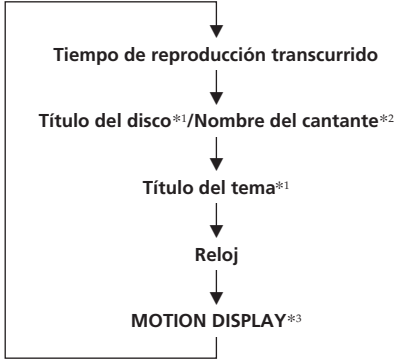 Tiempo de reproducción transcurrido
Título del disco*1/Nombre del cantante*2
Título del tema*1
Reloj
MOTION DISPLAY*3